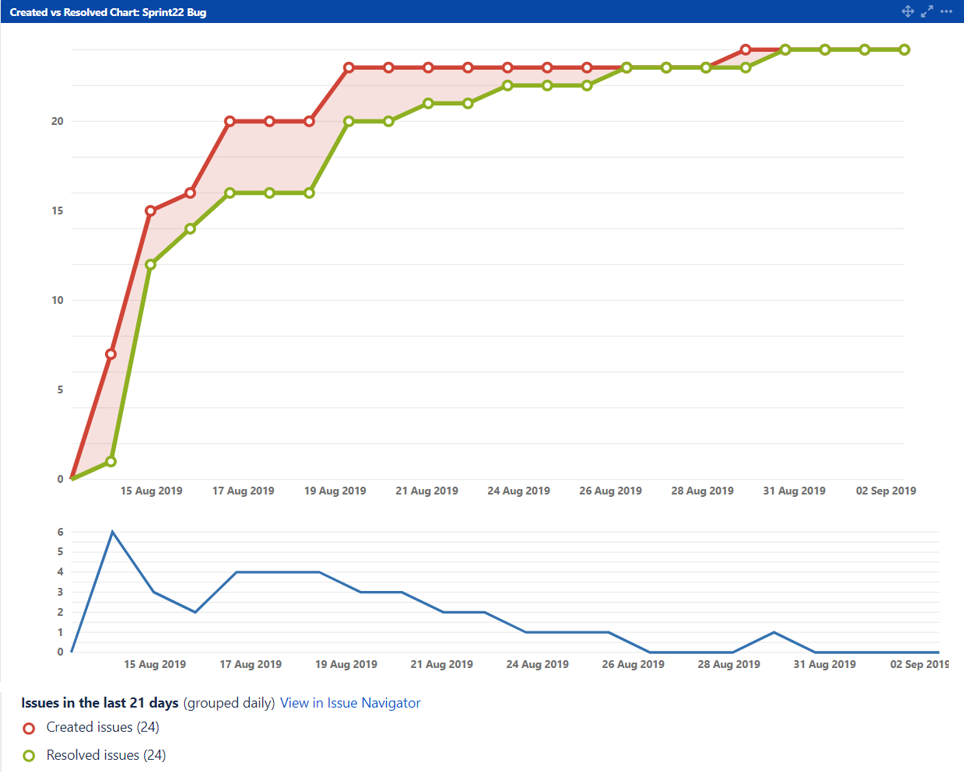 Created vs Resolved Chart: Sprint22 Bug
20
15
10
5
0
15 Aug 2019 17 Aug 2019 19 Aug 2019 21 Aug 2019 24 Aug 2019 26 Aug 2019 28 Aug 2019 31 Aug 2019 02 Sep 2019
6
5
4
3
2
1
0
15 Aug 2019 17 Aug 2019 19 Aug 2019 21 Aug 2019 24 Aug 2019 26 Aug 2019 28 Aug 2019 31 Aug 2019 02 Sep 2019
Issues in the last 21 days (grouped daily) View in Issue Navigator
Created issues (24)
Resolved issues (24)